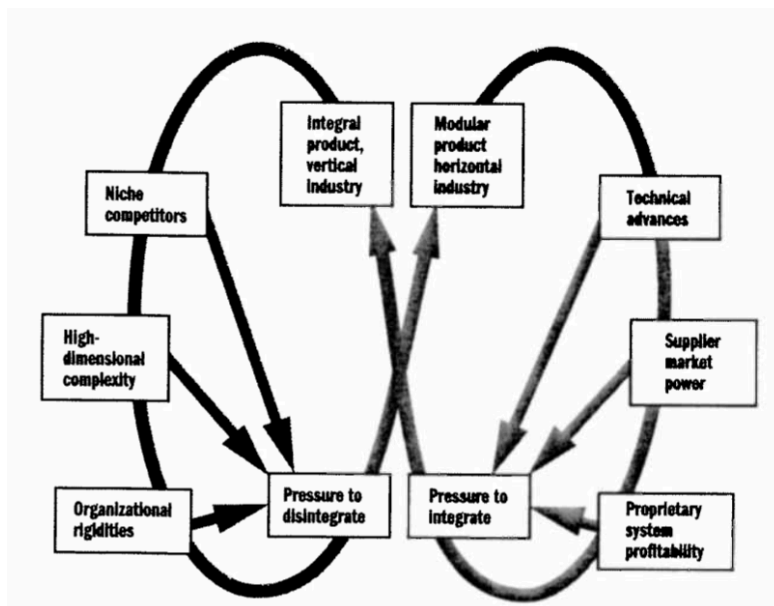 Integral
product,
vertical
industry
Modular
product
horizontal
industry
Niche
competitors
Technical
advances
High-
dimensional
complexity
Supplier
market
power
Organizational
rigidities
Pressure to
disintegrate
Pressure to
integrate
Proprietary
system
profitability